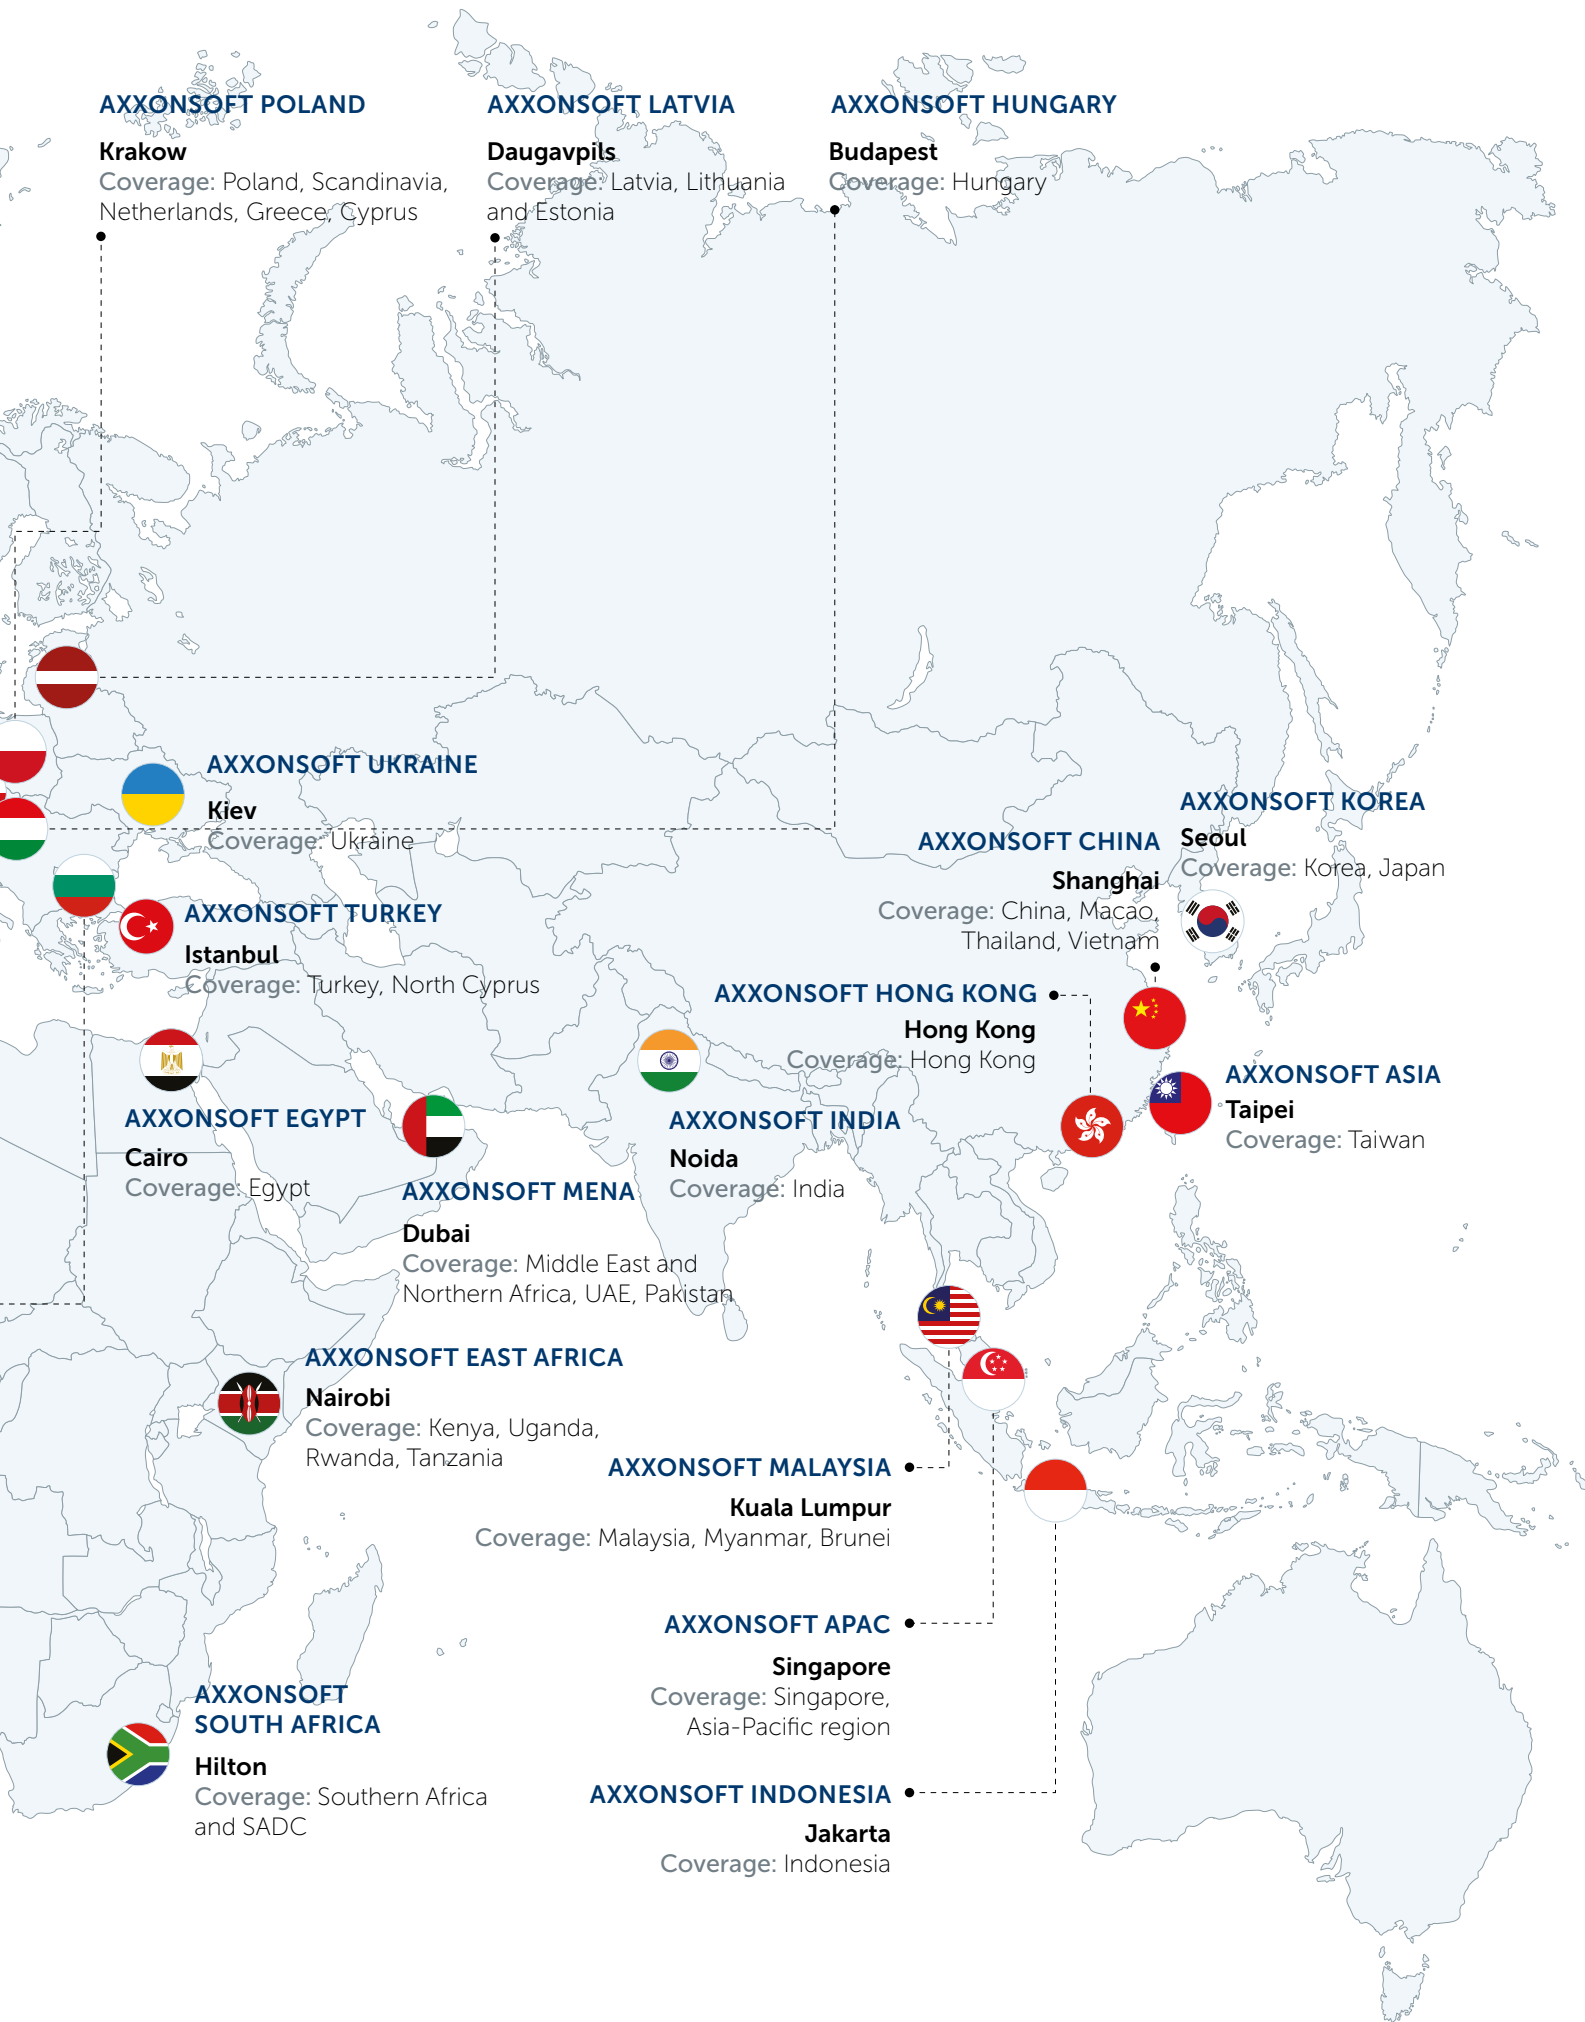 AXXONSOFT POLAND
Krakow
Coverage: Poland, Scandinavia,
Netherlands, Greece, Cyprus
AXXONSOFT LATVIA
Daugavpils
Coverage: Latvia, Lithuania
and Estonia
AXXONSOFT HUNGARY
Budapest
Coverage: Hungary
AXXONSOFT UKRAINE
Kiev
Coverage: Ukraine
AXXONSOFT KOREA
Seoul
Coverage: Korea, Japan
AXXONSOFT CHINA
Shanghai
Coverage: China, Macao,
Thailand, Vietnam
AXXONSOFT TURKEY
Istanbul
Coverage: Turkey, North Cyprus
AXXONSOFT HONG KONG
Hong Kong
Coverage: Hong Kong
AXXONSOFT ASIA
Taipei
Coverage: Taiwan
AXXONSOFT EGYPT
Cairo
Coverage: Egypt
AXXONSOFT INDIA
Noida
Coverage: India
AXXONSOFT MENA
Dubai
Coverage: Middle East and
Northern Africa, UAE, Pakistan
AXXONSOFT EAST AFRICA
Nairobi
Coverage: Kenya, Uganda,
Rwanda, Tanzania
AXXONSOFT MALAYSIA
Kuala Lumpur
Coverage: Malaysia, Myanmar, Brunei
AXXONSOFT APAC
Singapore
Coverage: Singapore,
Asia-Pacific region
AXXONSOFT
SOUTH AFRICA
Hilton
Coverage: Southern Africa
and SADC
AXXONSOFT INDONESIA
Jakarta
Coverage: Indonesia